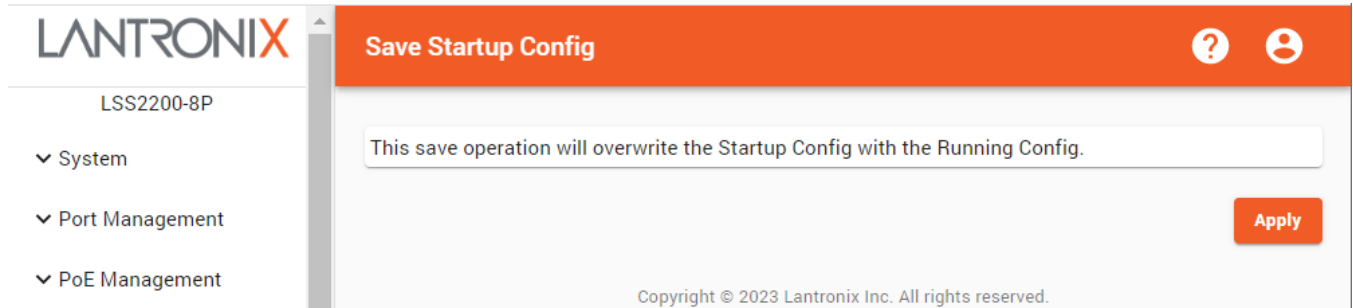 LANTRONIX
LSS2200-8P
System
Port Management
PoE Management
Save Startup Config
?
This save operation will overwrite the Startup Config with the Running Config.
Apply
Copyright © 2023 Lantronix Inc. All rights reserved.